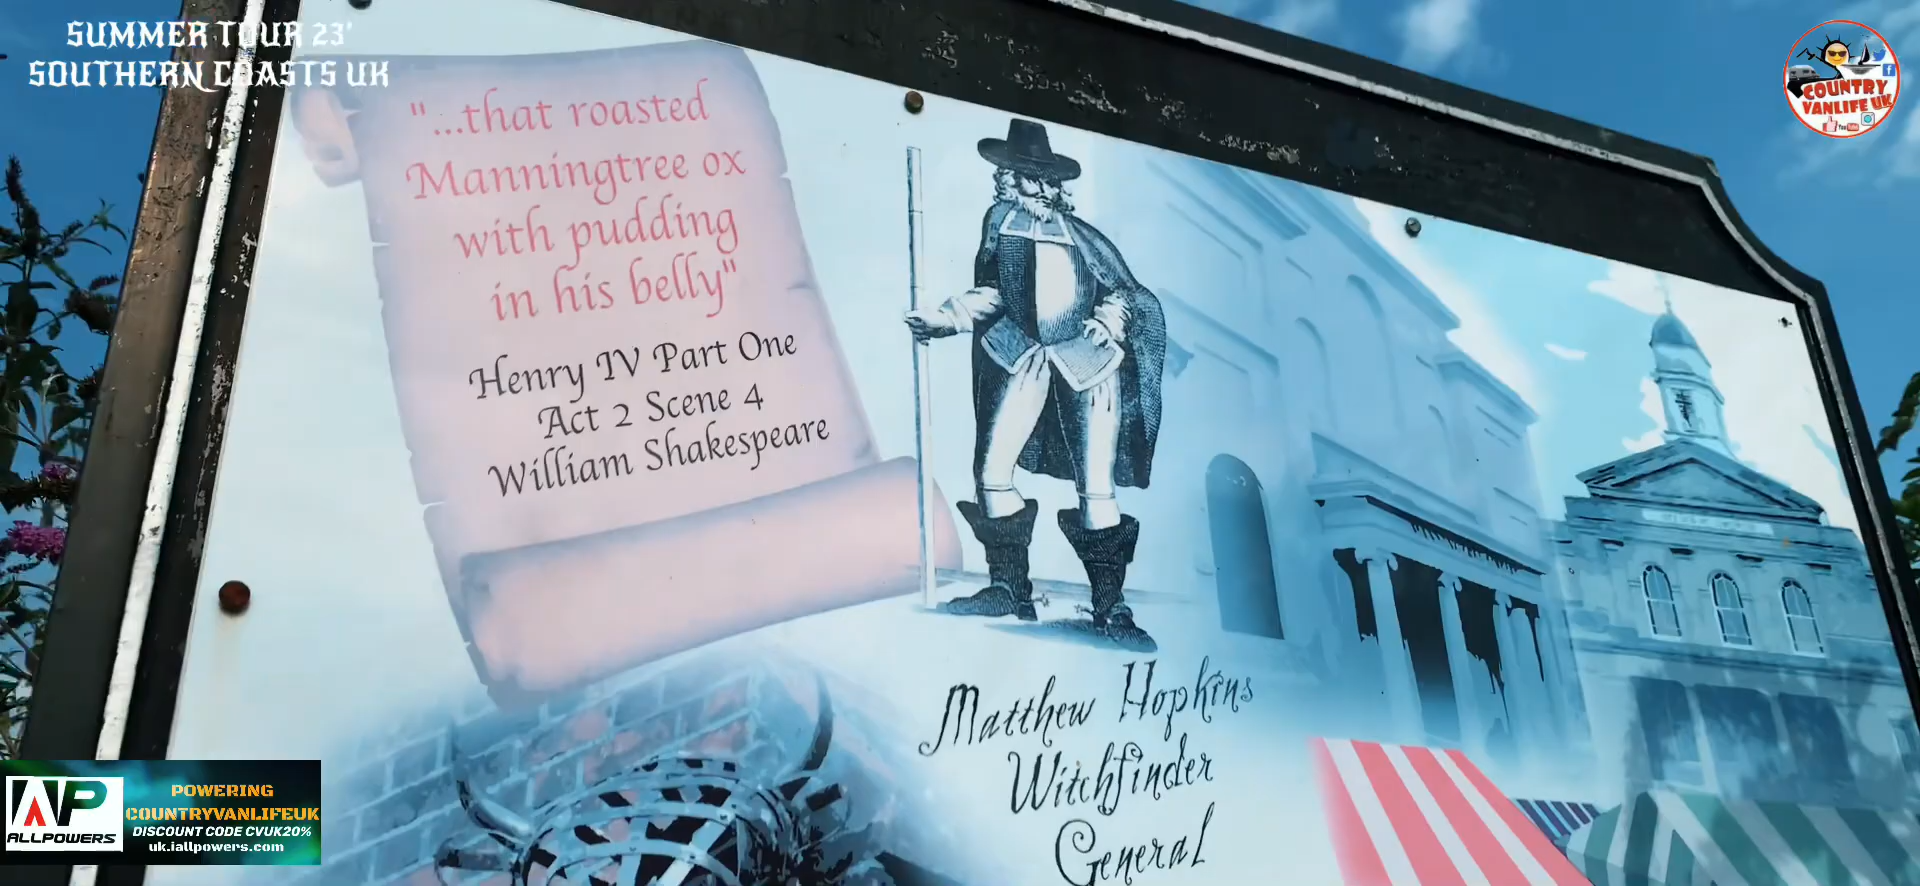 SUMMER TOUR 23'
SOUTHERN COASTS UK
COUNTRY
VANLIFE UK
"...that roasted
Manningtree ox
with pudding
in his belly"
Henry IV Part One
Act 2 Scene 4
William Shakespeare
Matthew Hopkins
Witchfinder
General
AP
ALLPOWERS
POWERING
COUNTRYVANLIFEUK
DISCOUNT CODE CVUK20%
uk.iallpowers.com